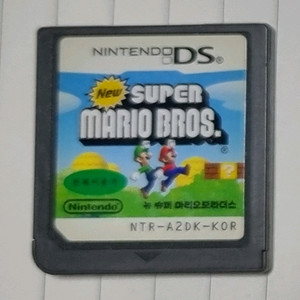 NINTENDO DS
New SUPER
MARIO BROS.
Nintendo
뉴 슈퍼 마리오브라더스
NTR-A2DK-KOR